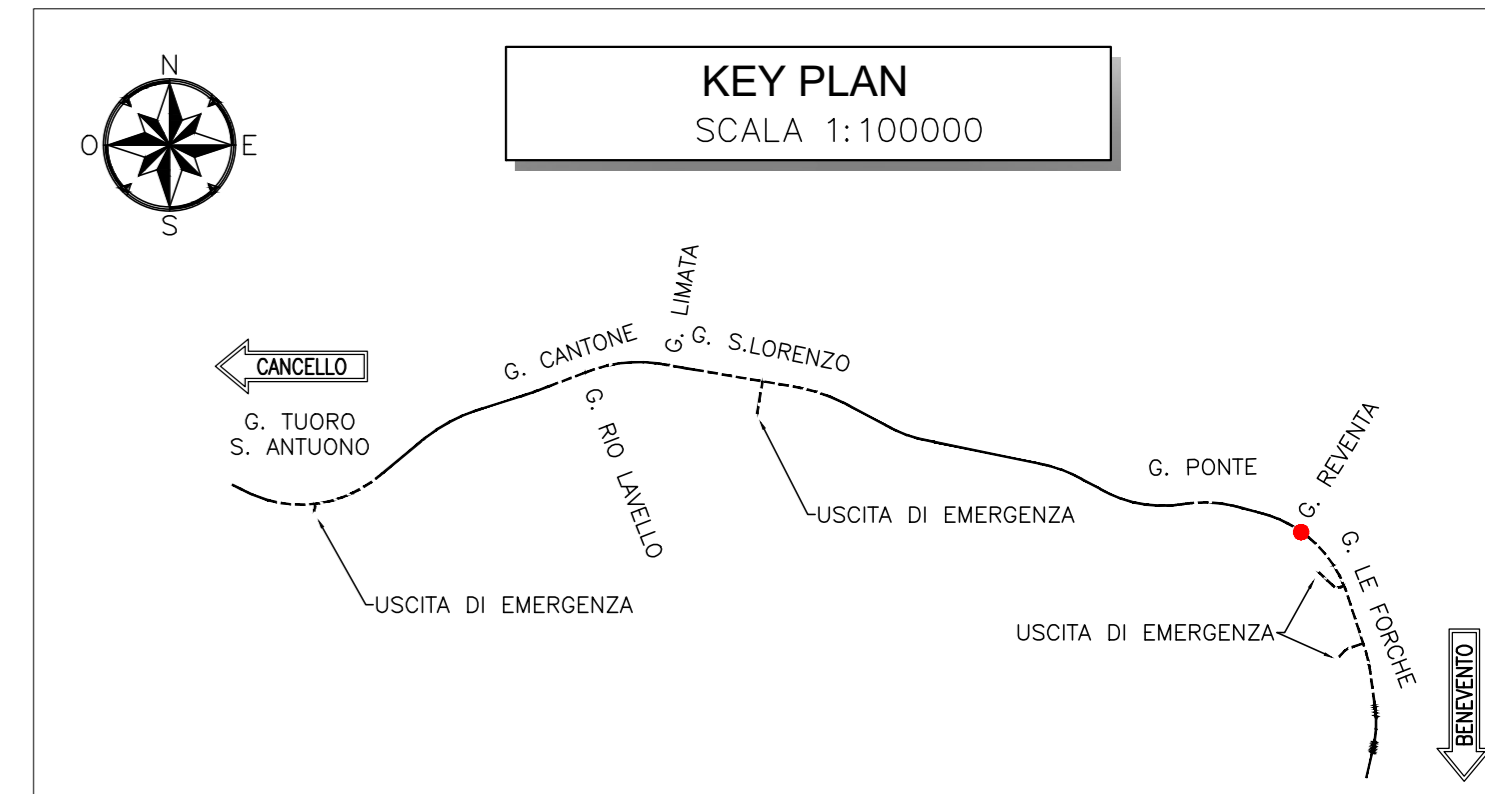 N
O
E
S
KEY PLAN
SCALA 1:100000
CANCELLO
G. TUORO
S. ANTUONO
G. CANTONE
G. RIO LAVELLO
G. LIMATA
G. S.LORENZO
G. PONTE
G. REVENTA
G. LE FORCHE
USCITA DI EMERGENZA
USCITA DI EMERGENZA
USCITA DI EMERGENZA
BENEVENTO